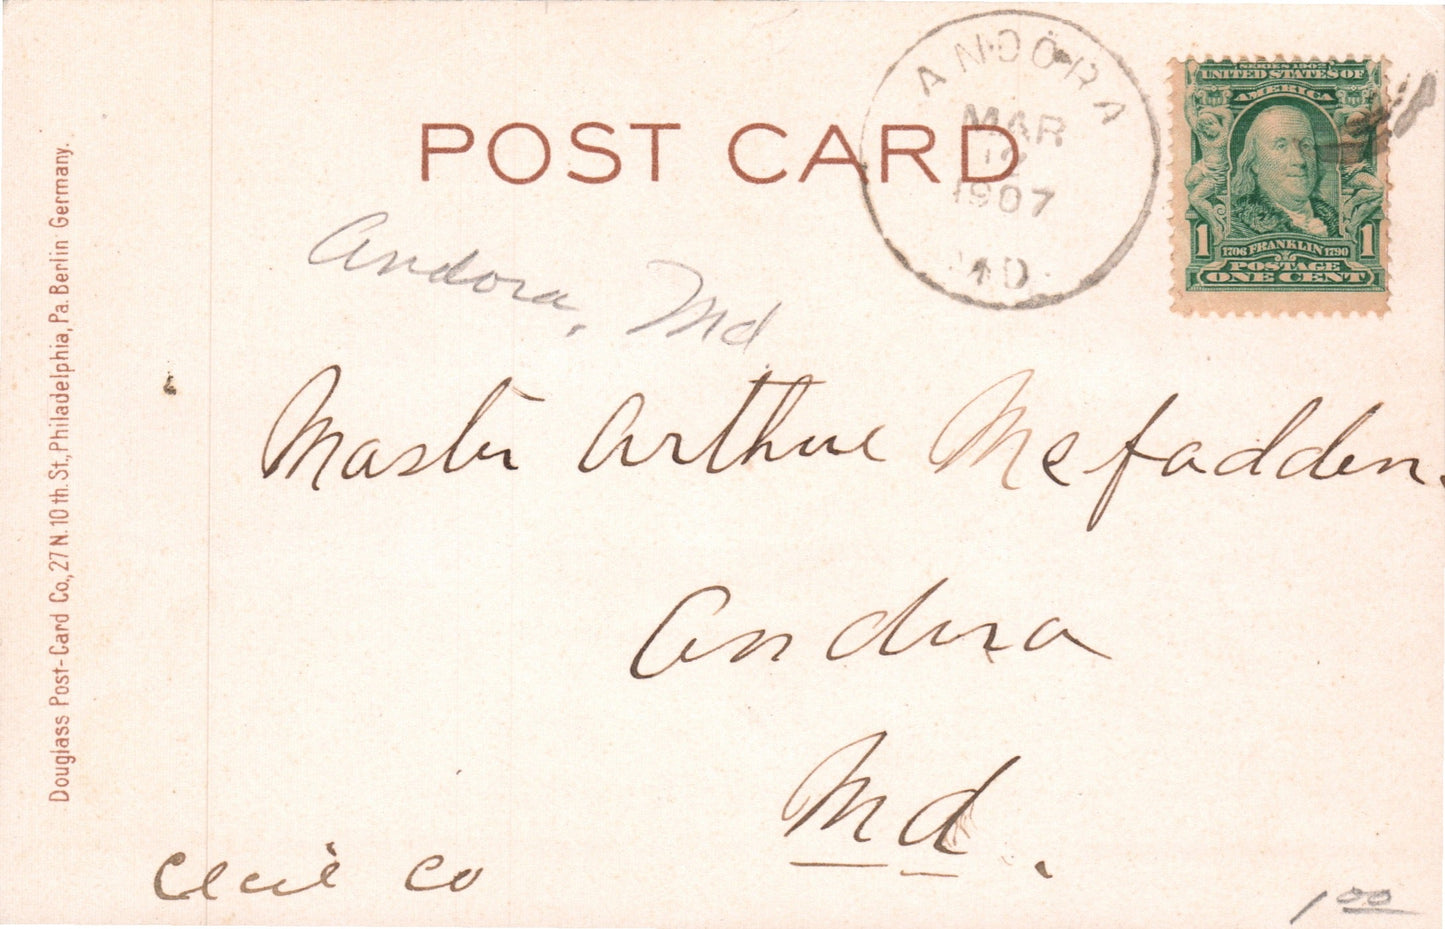 POST CARD
ANDORA
MAR
12
1907
MD.
SERIES 1902
UNITED STATES OF
AMERICA
1 1
1706 FRANKLIN 1790
POSTAGE
ONE CENT
Andora, Md
Master Arthur McFadden.
Andora
Md.
Cecil Co
1 00
Douglass Post-Card Co., 27 N. 10th. St., Philadelphia, Pa. Berlin Germany.